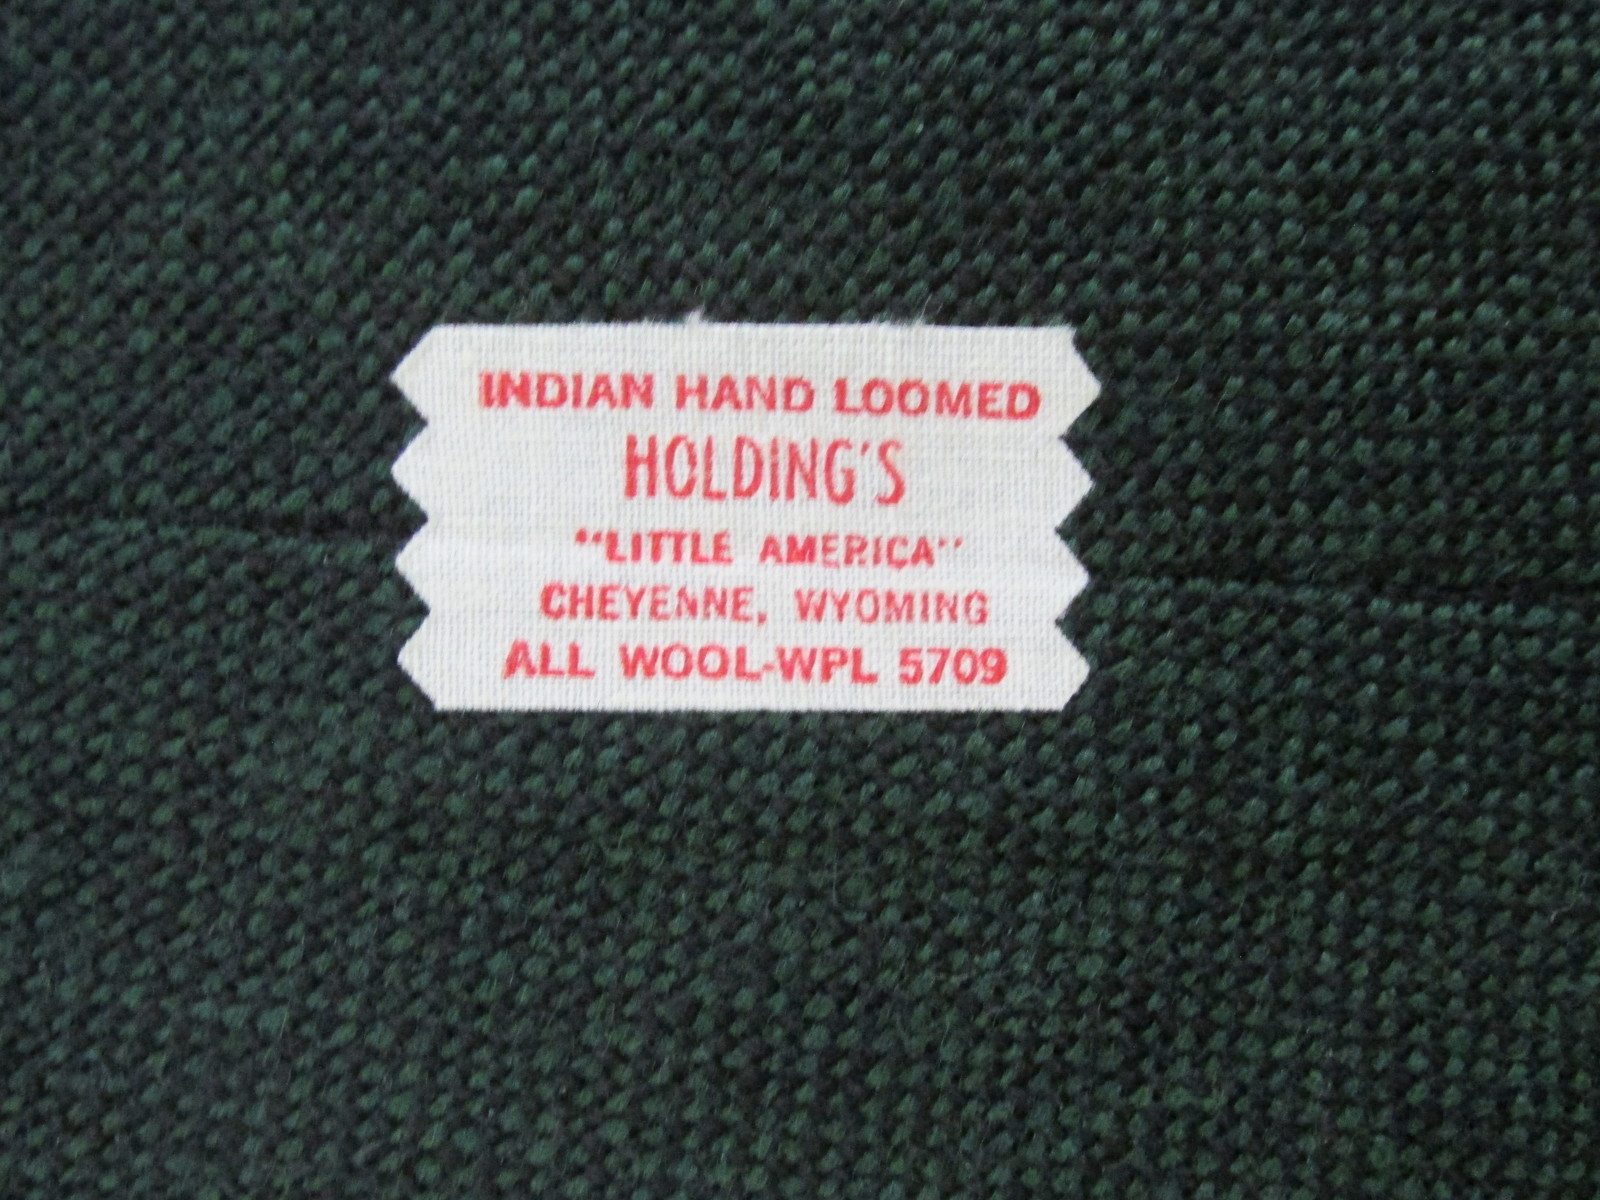 INDIAN HAND LOOMED
HOLDING'S
"LITTLE AMERICA"
CHEYENNE, WYOMING
ALL WOOL-WPL 5709